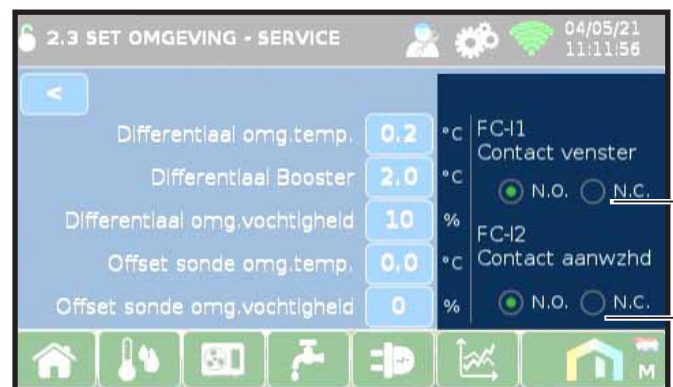 2.3 SET OMGEVING - SERVICE
04/05/21
11:11:56
<
Differentiaal omg.temp. 0.2 °C
Differentiaal Booster 2.0 °C
Differentiaal omg.vochtigheid 10 %
Offset sonde omg.temp. 0.0 °C
Offset sonde omg.vochtigheid 0 %
FC-I1
Contact venster
N.O. N.C.
FC-I2
Contact aanwzhd
N.O. N.C.
M